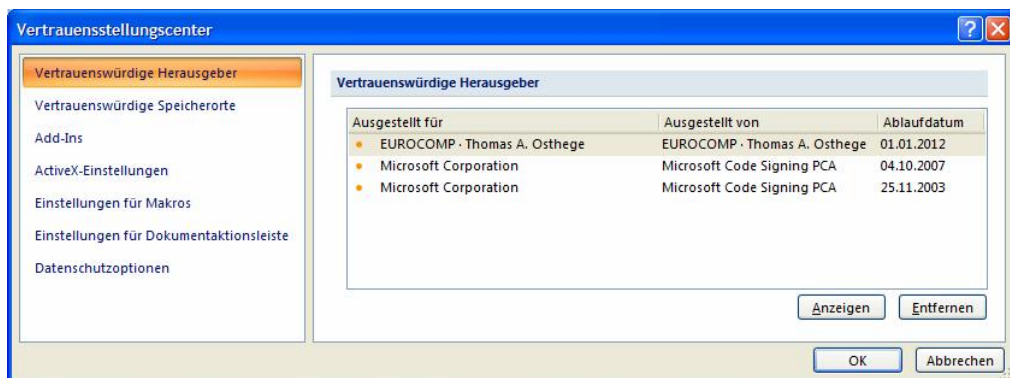 Vertrauensstellungscenter
Vertrauenswürdige Herausgeber
Vertrauenswürdige Speicherorte
Add-Ins
ActiveX-Einstellungen
Einstellungen für Makros
Einstellungen für Dokumentaktionsleiste
Datenschutzoptionen
Vertrauenswürdige Herausgeber
Ausgestellt für Ausgestellt von Ablaufdatum
EUROCOMP · Thomas A. Osthege EUROCOMP · Thomas A. Osthege 01.01.2012
Microsoft Corporation Microsoft Code Signing PCA 04.10.2007
Microsoft Corporation Microsoft Code Signing PCA 25.11.2003
Anzeigen Entfernen
OK Abbrechen